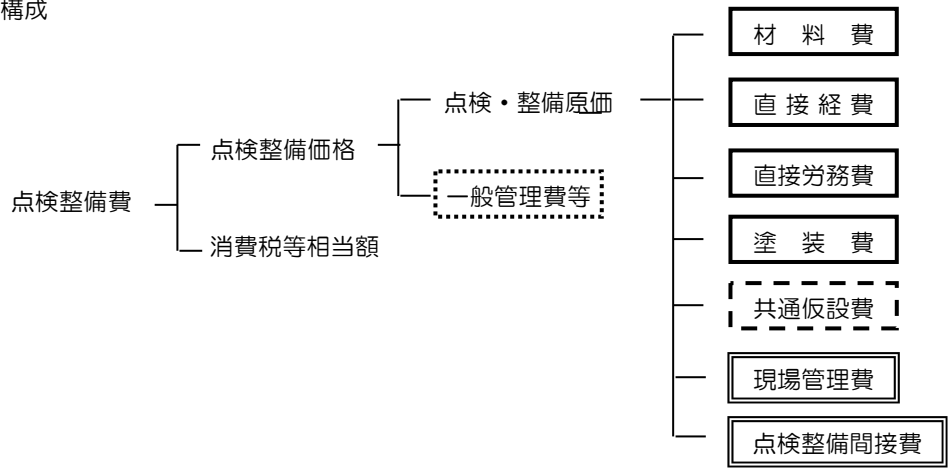 構成
材料費
点検・整備原価
直接経費
点検整備価格
直接労務費
一般管理費等
点検整備費
塗装費
消費税等相当額
共通仮設費
現場管理費
点検整備間接費